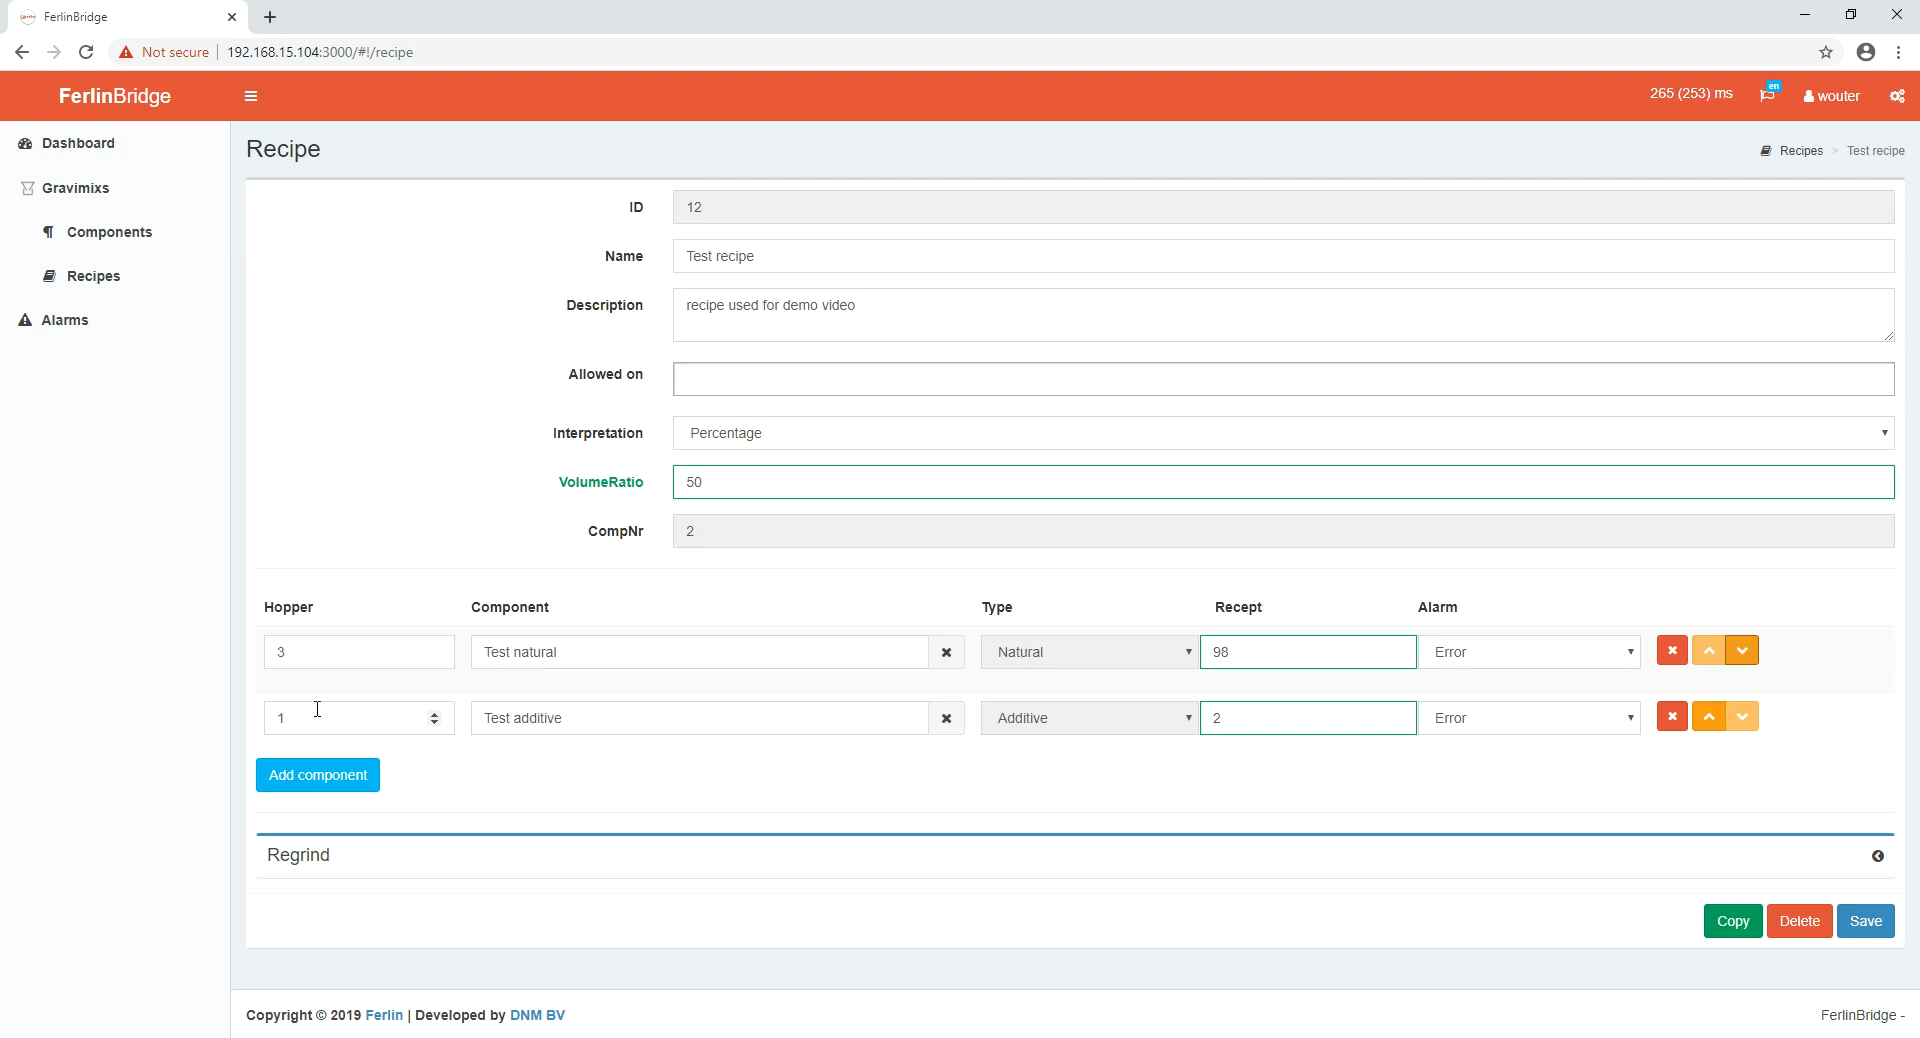 FerlinBridge
Not secure 192.168.15.104:3000/#!/recipe
FerlinBridge 265 (253) ms en wouter
Dashboard
Gravimixs
Components
Recipes
Alarms
Recipe
Recipes > Test recipe
ID 12
Name Test recipe
Description recipe used for demo video
Allowed on
Interpretation Percentage
VolumeRatio 50
CompNr 2
Hopper Component Type Recept Alarm
3 Test natural Natural 98 Error
1 Test additive Additive 2 Error
Add component
Regrind
Copy Delete Save
Copyright © 2019 Ferlin | Developed by DNM BV
FerlinBridge -